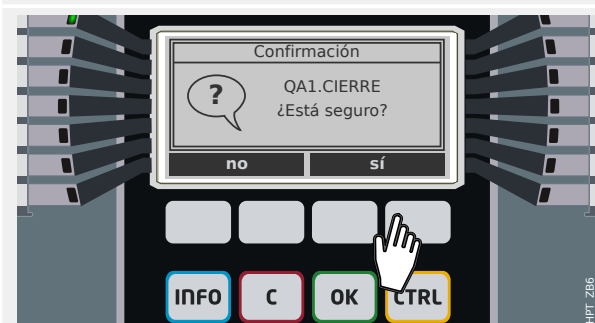 Confirmación
?
QA1.CIERRE
¿Está seguro?
no sí
INFO C OK CTRL
HPT_ZB6